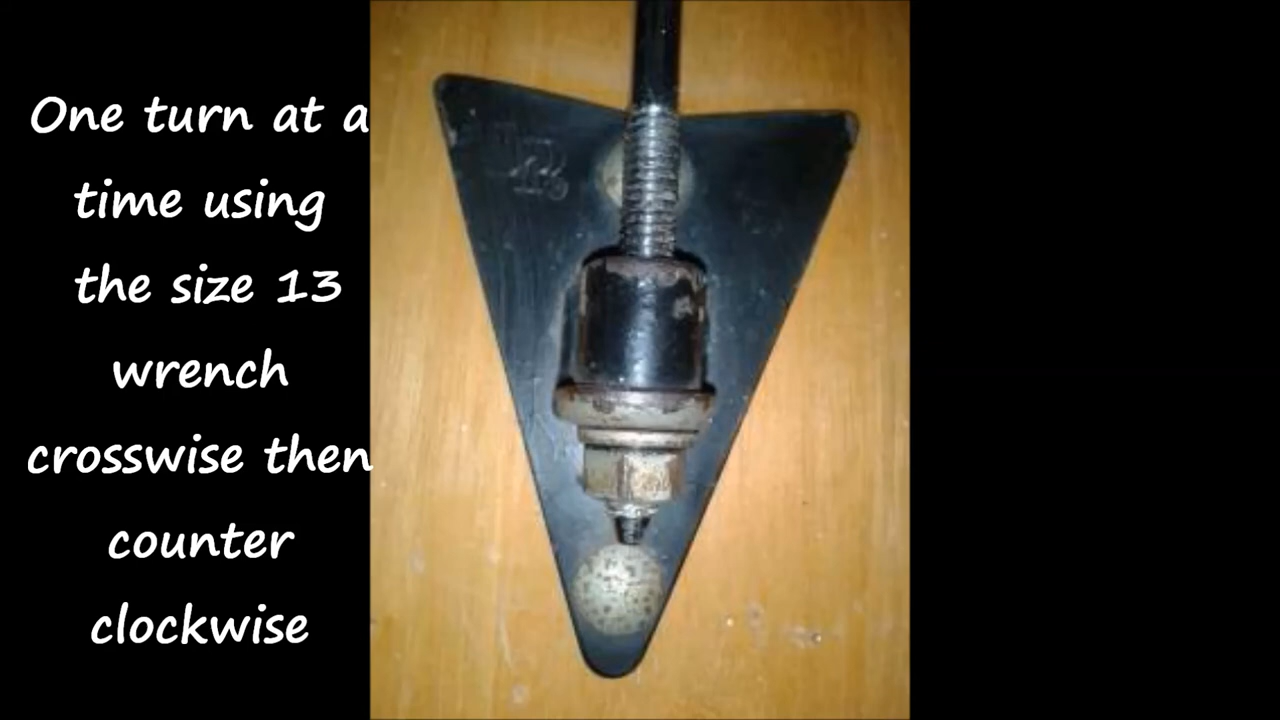 One turn at a
time using
the size 13
wrench
crosswise then
counter
clockwise